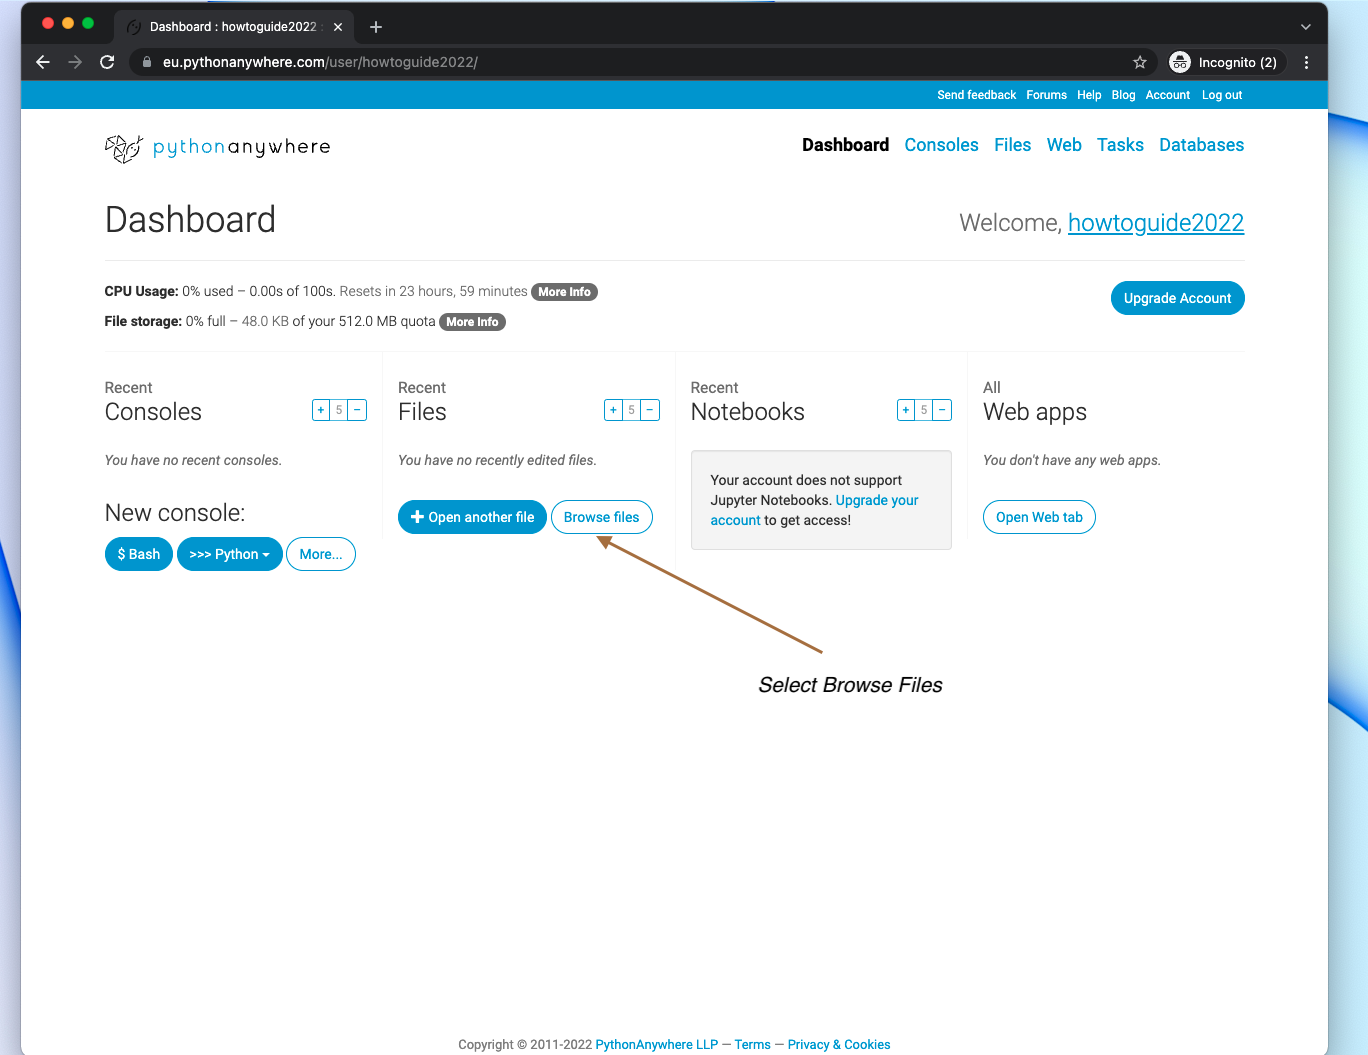 Dashboard : howtoguide2022
eu.pythonanywhere.com/user/howtoguide2022/
Incognito (2)
Send feedback Forums Help Blog Account Log out
pythonanywhere
Dashboard Consoles Files Web Tasks Databases
Dashboard
Welcome, howtoguide2022
CPU Usage: 0% used – 0.00s of 100s. Resets in 23 hours, 59 minutes More Info
File storage: 0% full – 48.0 KB of your 512.0 MB quota More Info
Upgrade Account
Recent
Consoles
+ 5 −
You have no recent consoles.
New console:
$ Bash >>> Python More...
Recent
Files
+ 5 −
You have no recently edited files.
+ Open another file Browse files
Recent
Notebooks
+ 5 −
Your account does not support
Jupyter Notebooks. Upgrade your
account to get access!
All
Web apps
You don't have any web apps.
Open Web tab
Select Browse Files
Copyright © 2011-2022 PythonAnywhere LLP — Terms — Privacy & Cookies